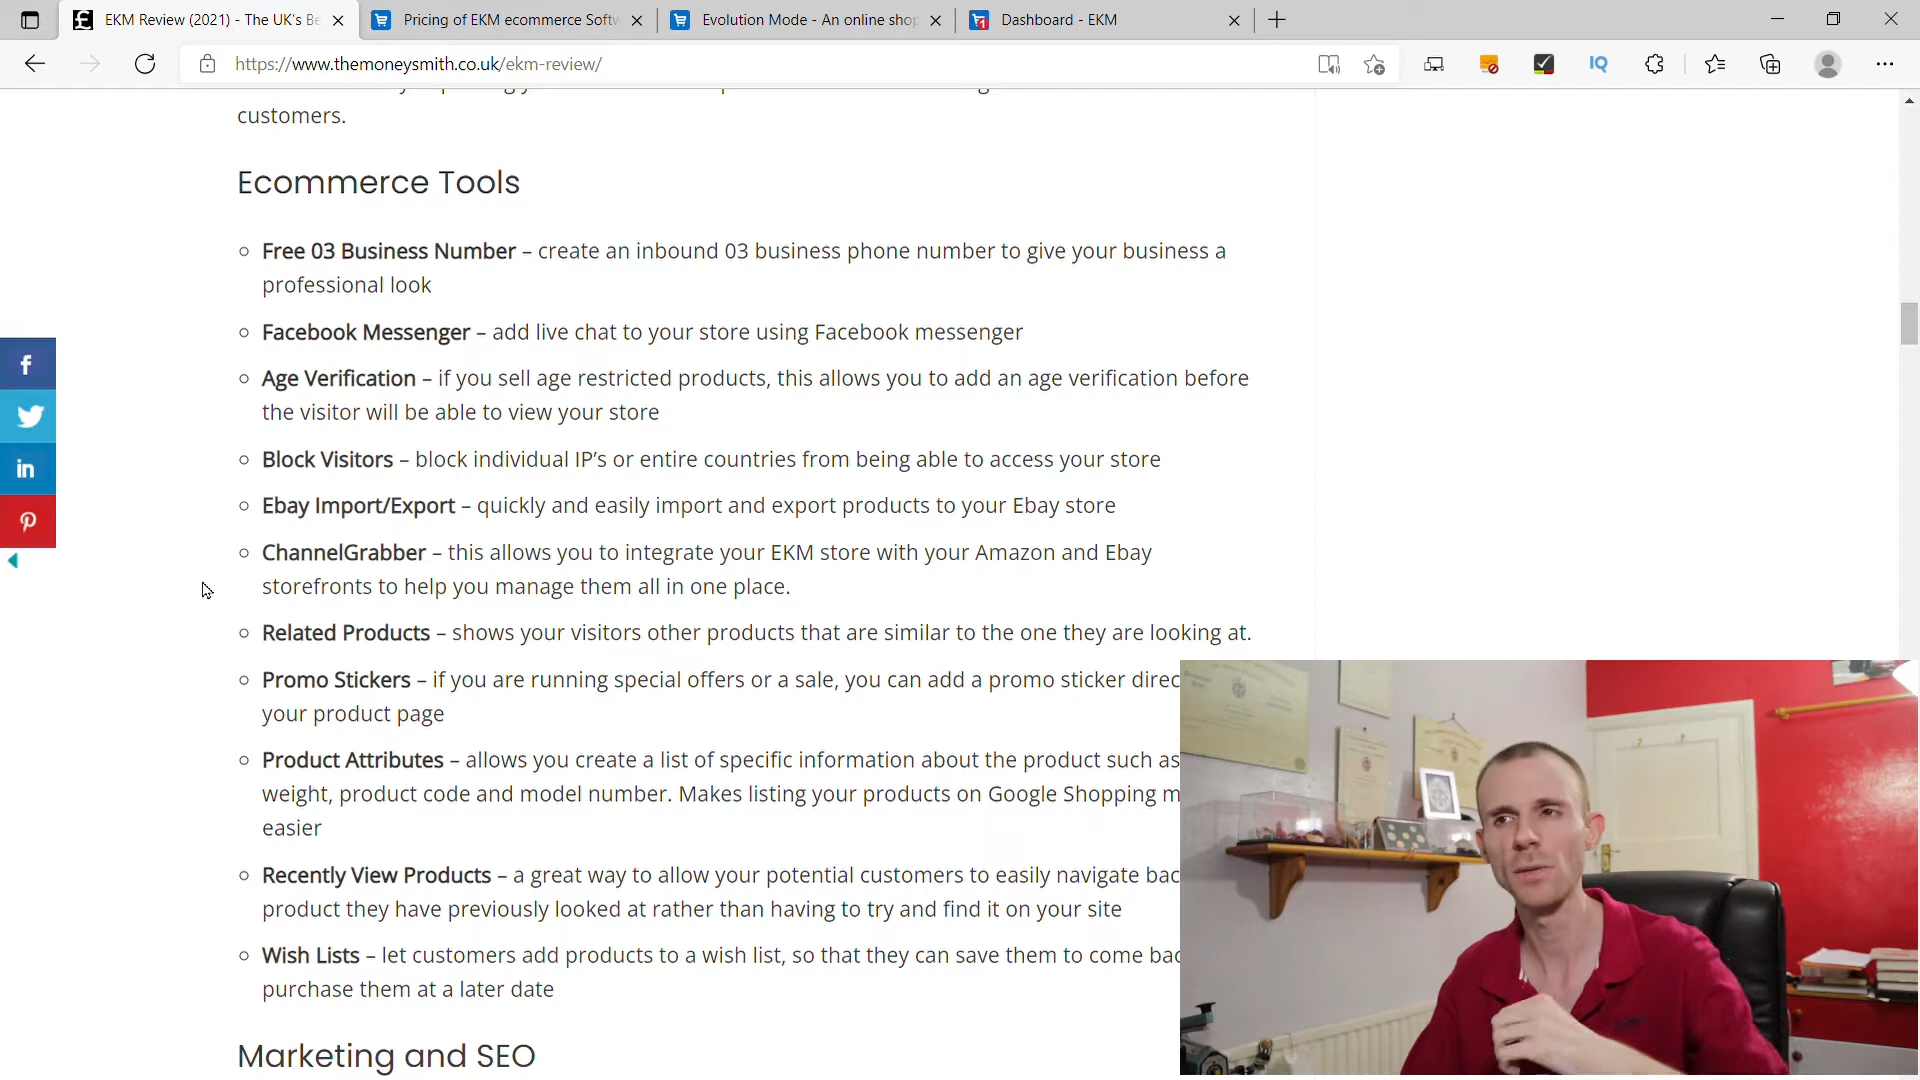 EKM Review (2021) - The UK's Be
Pricing of EKM ecommerce Softw
Evolution Mode - An online shop
Dashboard - EKM
https://www.themoneysmith.co.uk/ekm-review/
IQ
customers.
Ecommerce Tools
Free 03 Business Number – create an inbound 03 business phone number to give your business a
professional look
Facebook Messenger – add live chat to your store using Facebook messenger
Age Verification – if you sell age restricted products, this allows you to add an age verification before
the visitor will be able to view your store
Block Visitors – block individual IP's or entire countries from being able to access your store
Ebay Import/Export – quickly and easily import and export products to your Ebay store
ChannelGrabber – this allows you to integrate your EKM store with your Amazon and Ebay
storefronts to help you manage them all in one place.
Related Products – shows your visitors other products that are similar to the one they are looking at.
Promo Stickers – if you are running special offers or a sale, you can add a promo sticker direc
your product page
Product Attributes – allows you create a list of specific information about the product such as
weight, product code and model number. Makes listing your products on Google Shopping m
easier
Recently View Products – a great way to allow your potential customers to easily navigate bac
product they have previously looked at rather than having to try and find it on your site
Wish Lists – let customers add products to a wish list, so that they can save them to come bac
purchase them at a later date
Marketing and SEO